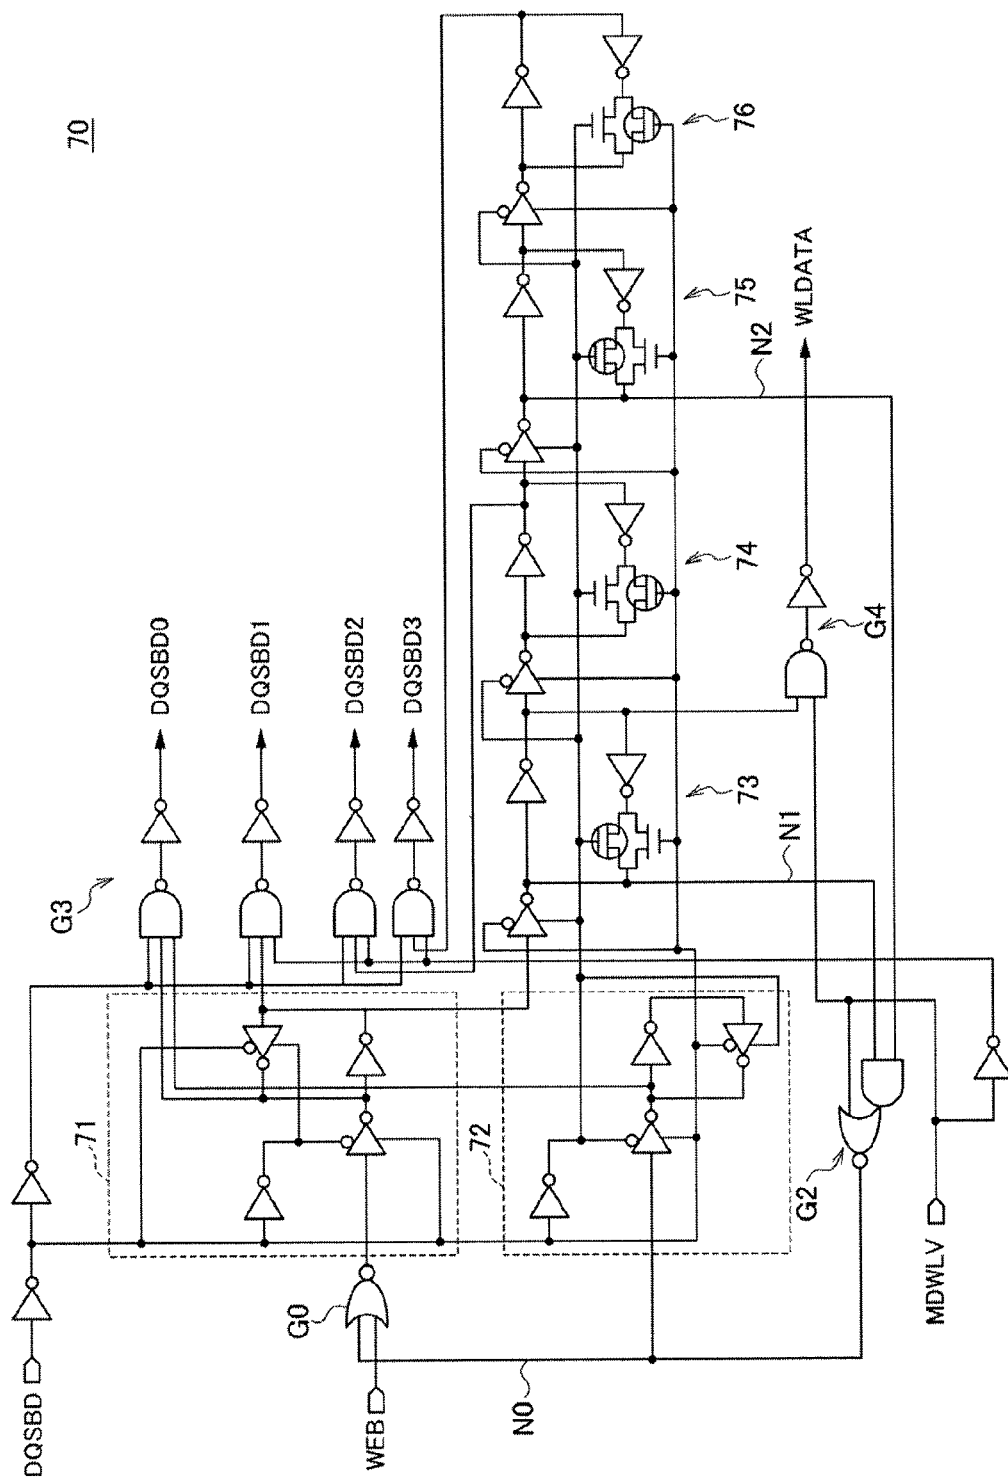 70
DQSBD
WEB
MDWLV
G0
N0
71
72
G2
G3
DQSBD0
DQSBD1
DQSBD2
DQSBD3
N1
73
74
75
76
N2
G4
WLDATA